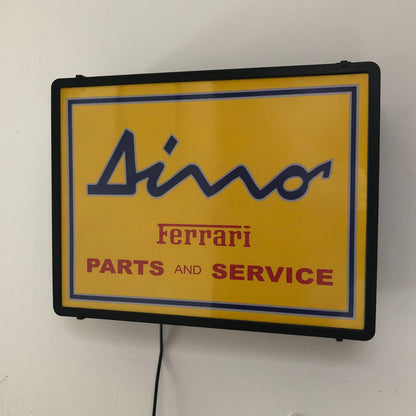 Dino
Ferrari
PARTS AND SERVICE